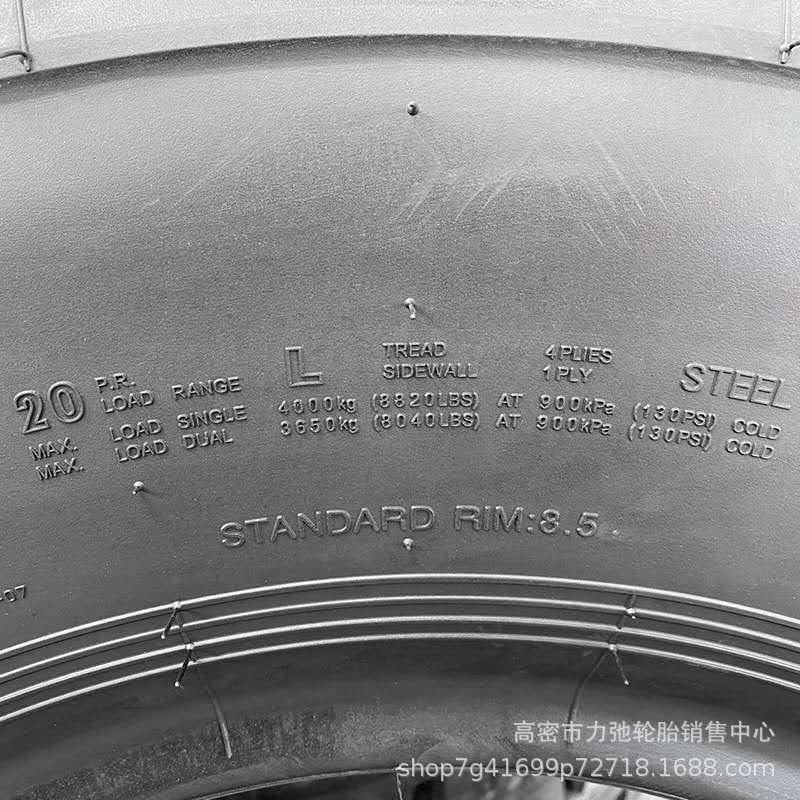 20 P.R. LOAD RANGE L TREAD 4 PLIES STEEL
SIDEWALL 1 PLY
MAX. LOAD SINGLE 4000kg (8820LBS) AT 900kPa (130PSI) COLD
MAX. LOAD DUAL 3650kg (8040LBS) AT 900kPa (130PSI) COLD
STANDARD RIM:8.5
-07
高密市力弛轮胎销售中心
shop7g41699p72718.1688.com